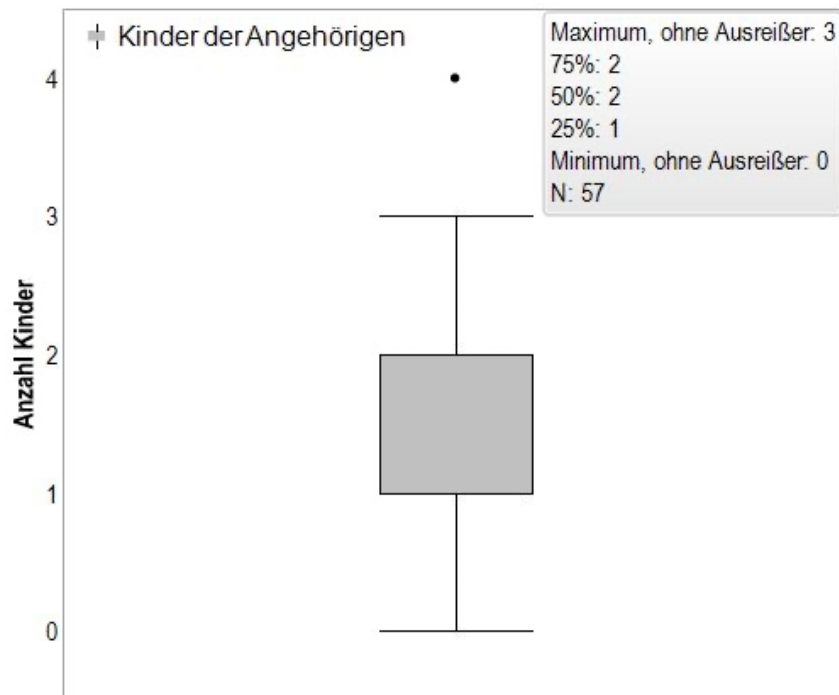 Kinder der Angehörigen
Maximum, ohne Ausreißer: 3
75%: 2
50%: 2
25%: 1
Minimum, ohne Ausreißer: 0
N: 57
Anzahl Kinder
4
3
2
1
0